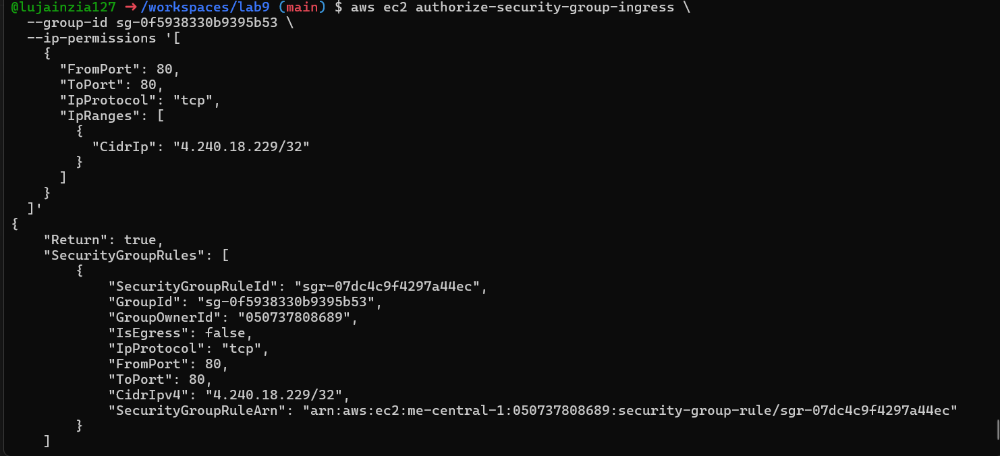 @lujainzia127 ➜ /workspaces/lab9 (main) $ aws ec2 authorize-security-group-ingress \
  --group-id sg-0f5938330b9395b53 \
  --ip-permissions '[
    {
      "FromPort": 80,
      "ToPort": 80,
      "IpProtocol": "tcp",
      "IpRanges": [
        {
          "CidrIp": "4.240.18.229/32"
        }
      ]
    }
  ]'
{
    "Return": true,
    "SecurityGroupRules": [
        {
            "SecurityGroupRuleId": "sgr-07dc4c9f4297a44ec",
            "GroupId": "sg-0f5938330b9395b53",
            "GroupOwnerId": "050737808689",
            "IsEgress": false,
            "IpProtocol": "tcp",
            "FromPort": 80,
            "ToPort": 80,
            "CidrIpv4": "4.240.18.229/32",
            "SecurityGroupRuleArn": "arn:aws:ec2:me-central-1:050737808689:security-group-rule/sgr-07dc4c9f4297a44ec"
        }
    ]